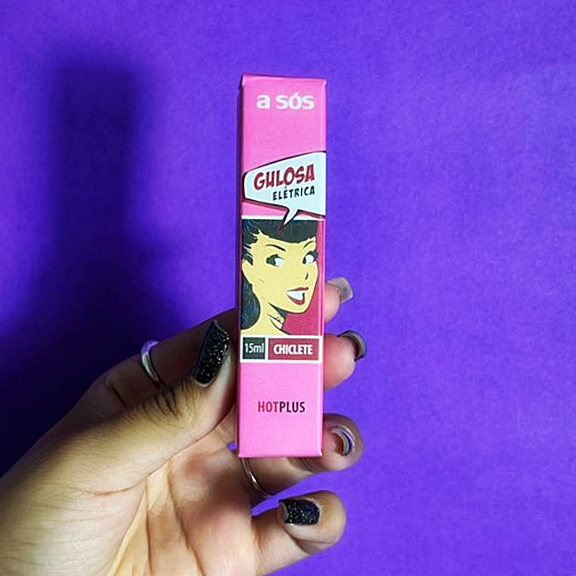 a sós
GULOSA
ELÉTRICA
15ml CHICLETE
HOTPLUS